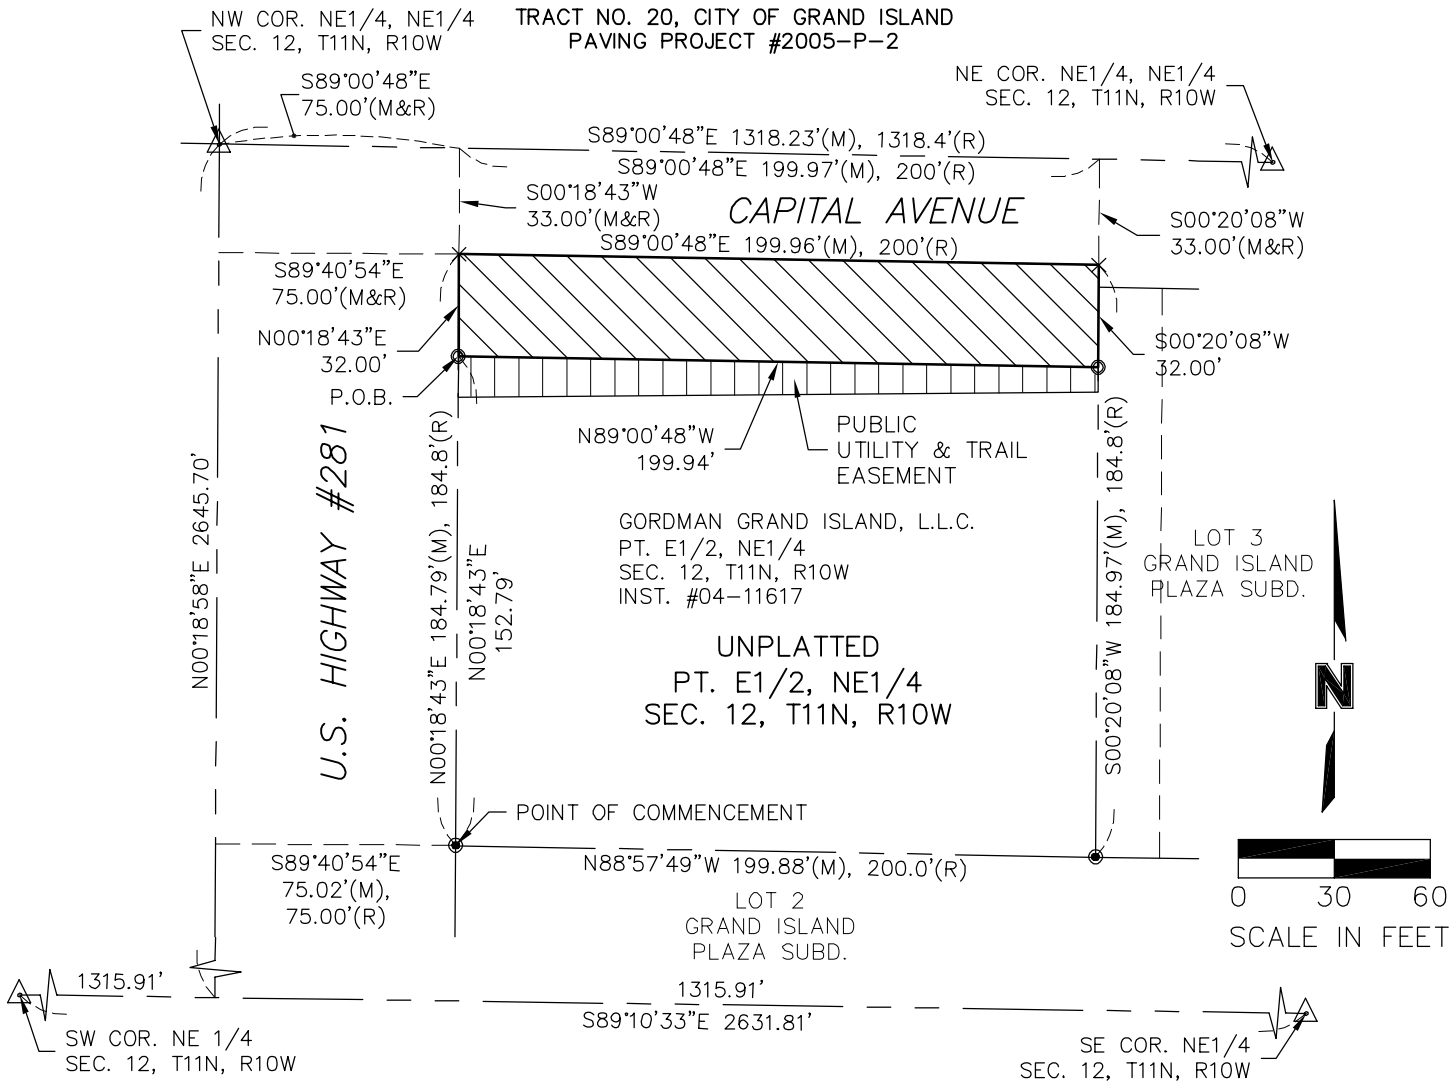 NW COR. NE1/4, NE1/4
SEC. 12, T11N, R10W
TRACT NO. 20, CITY OF GRAND ISLAND
PAVING PROJECT #2005-P-2
S89°00'48"E
75.00'(M&R)
NE COR. NE1/4, NE1/4
SEC. 12, T11N, R10W
S89°00'48"E 1318.23'(M), 1318.4'(R)
S89°00'48"E 199.97'(M), 200'(R)
S00°18'43"W
33.00'(M&R)
CAPITAL AVENUE
S00°20'08"W
33.00'(M&R)
S89°00'48"E 199.96'(M), 200'(R)
S89°40'54"E
75.00'(M&R)
N00°18'43"E
32.00'
S00°20'08"W
32.00'
P.O.B.
N89°00'48"W
199.94'
PUBLIC
UTILITY & TRAIL
EASEMENT
N00°18'58"E 2645.70'
U.S. HIGHWAY #281
N00°18'43"E 184.79'(M), 184.8'(R)
N00°18'43"E
152.79'
GORDMAN GRAND ISLAND, L.L.C.
PT. E1/2, NE1/4
SEC. 12, T11N, R10W
INST. #04-11617
UNPLATTED
PT. E1/2, NE1/4
SEC. 12, T11N, R10W
S00°20'08"W 184.97'(M), 184.8'(R)
LOT 3
GRAND ISLAND
PLAZA SUBD.
N
POINT OF COMMENCEMENT
S89°40'54"E
75.02'(M),
75.00'(R)
N88°57'49"W 199.88'(M), 200.0'(R)
LOT 2
GRAND ISLAND
PLAZA SUBD.
0 30 60
SCALE IN FEET
1315.91'
1315.91'
S89°10'33"E 2631.81'
SW COR. NE 1/4
SEC. 12, T11N, R10W
SE COR. NE1/4
SEC. 12, T11N, R10W